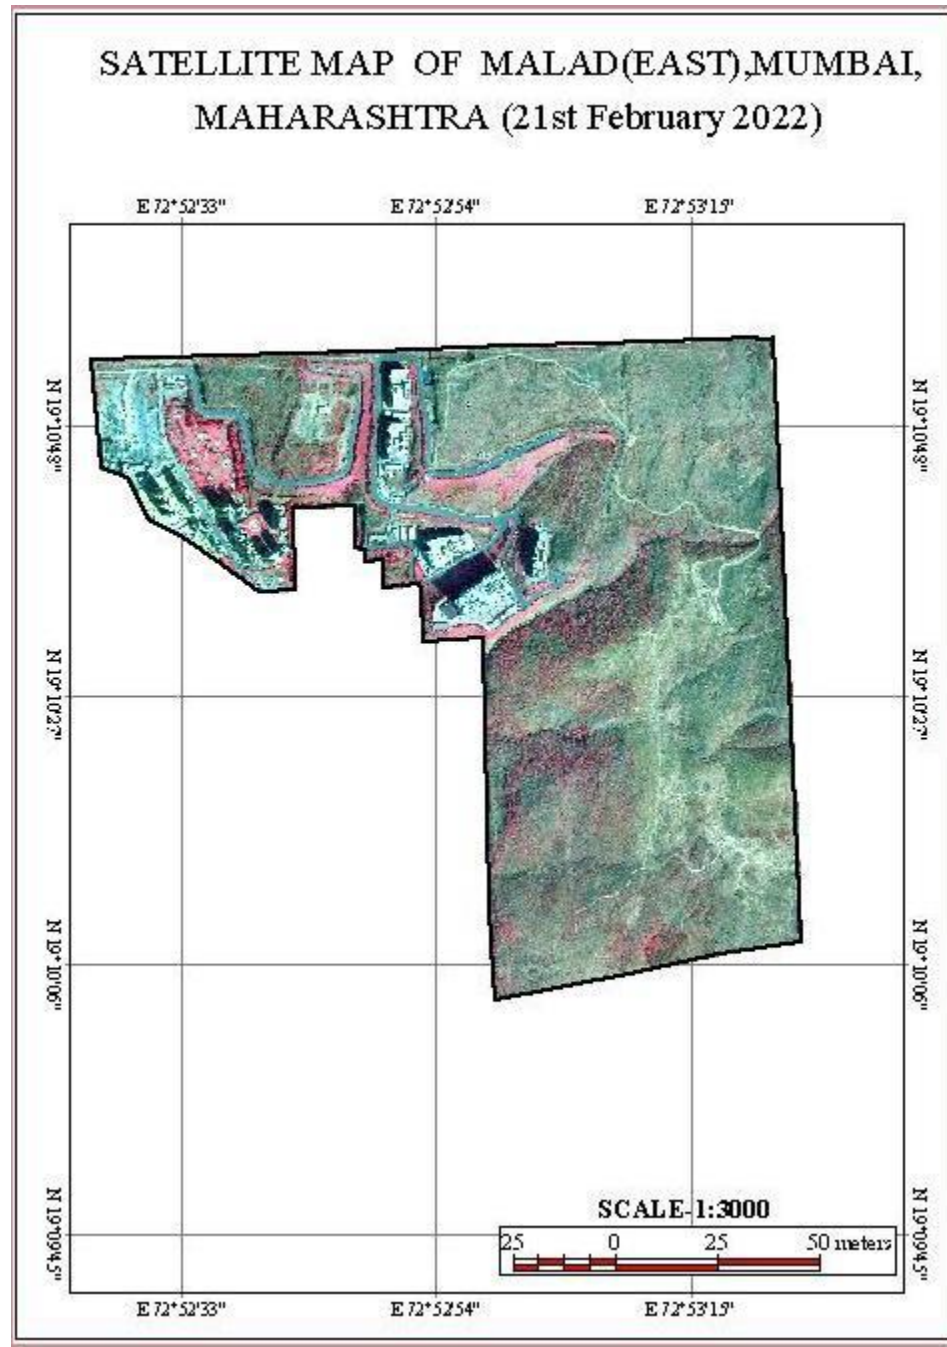 SATELLITE MAP OF MALAD(EAST),MUMBAI,
MAHARASHTRA (21st February 2022)
E 72°52'33" E 72°52'54" E 73°53'15"
N 19°10'48" N 19°10'48"
N 19°10'27" N 19°10'27"
N 19°10'06" N 19°10'06"
SCALE-1:3000
25 0 25 50 meters
N 19°09'45" N 19°09'45"
E 72°52'33" E 72°52'54" E 72°53'15"